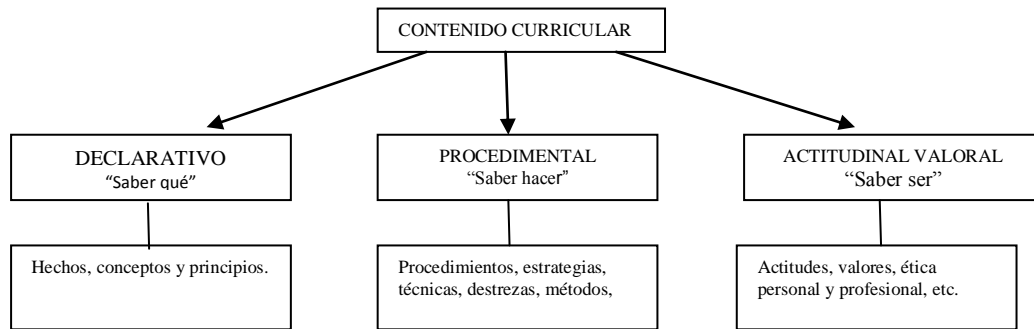 CONTENIDO CURRICULAR
DECLARATIVO
“Saber qué”
PROCEDIMENTAL
“Saber hacer”
ACTITUDINAL VALORAL
“Saber ser”
Hechos, conceptos y principios.
Procedimientos, estrategias,
técnicas, destrezas, métodos,
Actitudes, valores, ética
personal y profesional, etc.